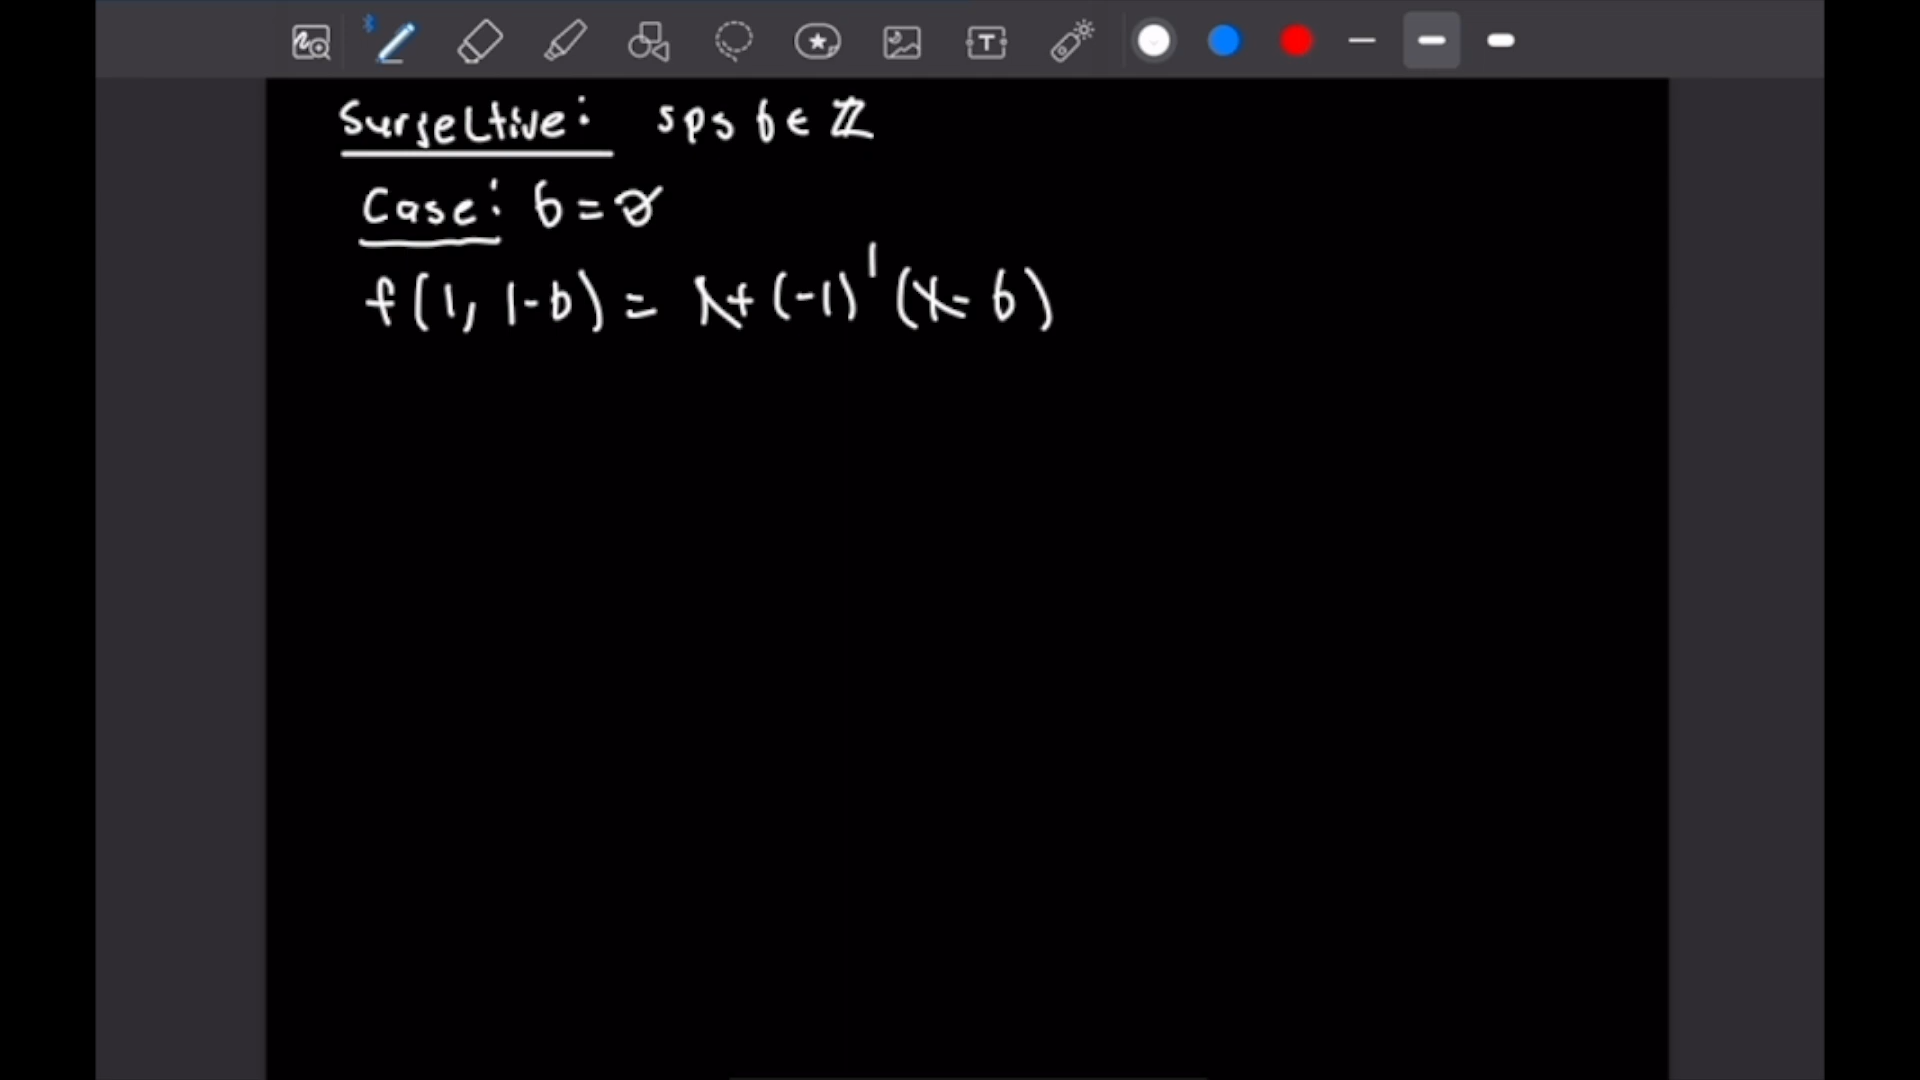 Surjective: sps b ∈ ℤ
Case: b = 0
f(1, 1-b) = 1 + (-1)^1 (1 - b)